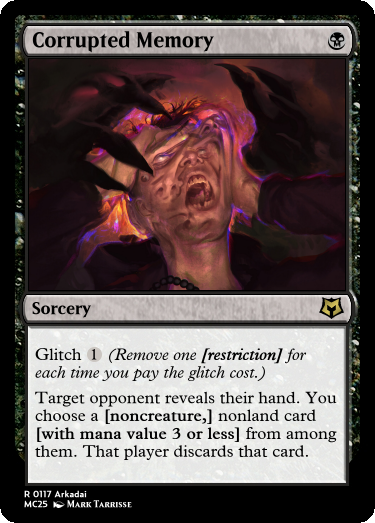 Corrupted Memory
Sorcery
Glitch 1 (Remove one [restriction] for
each time you pay the glitch cost.)
Target opponent reveals their hand. You
choose a [noncreature,] nonland card
[with mana value 3 or less] from among
them. That player discards that card.
R 0117 Arkadai
MC25 Mark Tarrisse